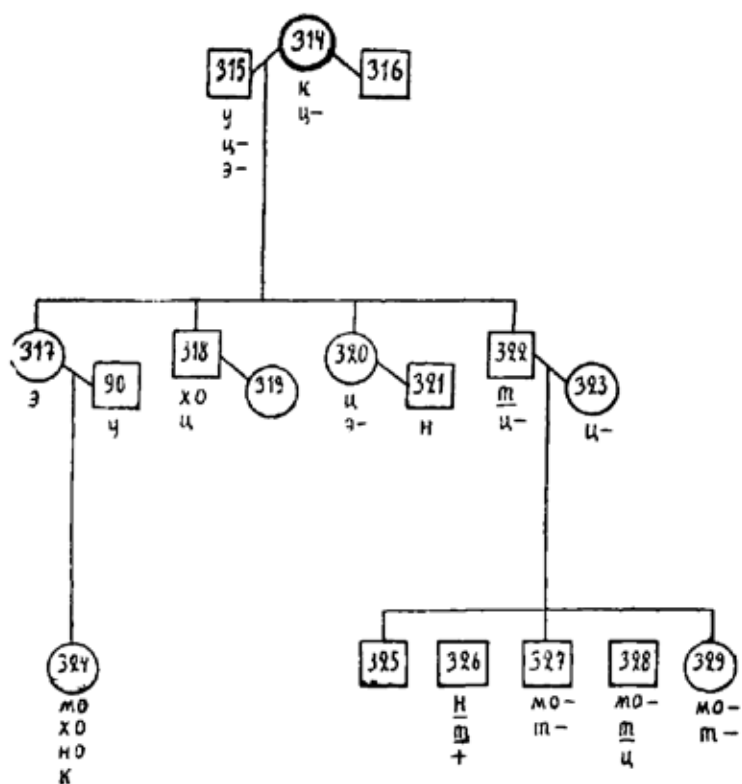 315 314 316
у к
ц- ц-
э-
317 90 318 319 320 321 322 323
э у хо ц н т ц-
ц э- ц-
324 325 326 327 328 329
мо н мо- мо- мо-
хо т т- т т-
но + ц
к